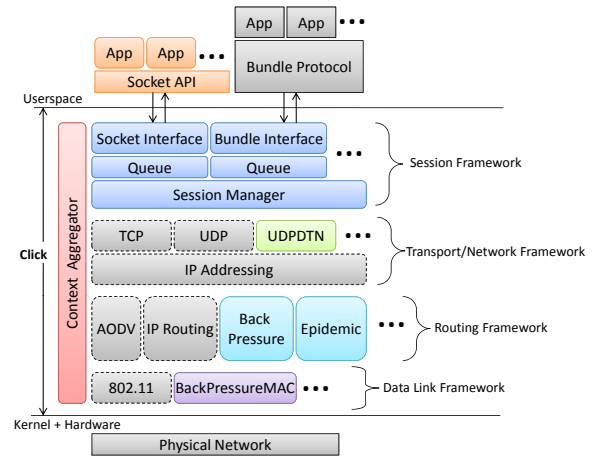 App App •••
App App •••
Socket API
Bundle Protocol
Userspace
Socket Interface Bundle Interface •••
Queue Queue
Session Manager
Session Framework
Context Aggregator
Click
TCP UDP UDPDTN •••
IP Addressing
Transport/Network Framework
AODV IP Routing Back Pressure Epidemic •••
Routing Framework
802.11 BackPressureMAC •••
Data Link Framework
Kernel + Hardware
Physical Network